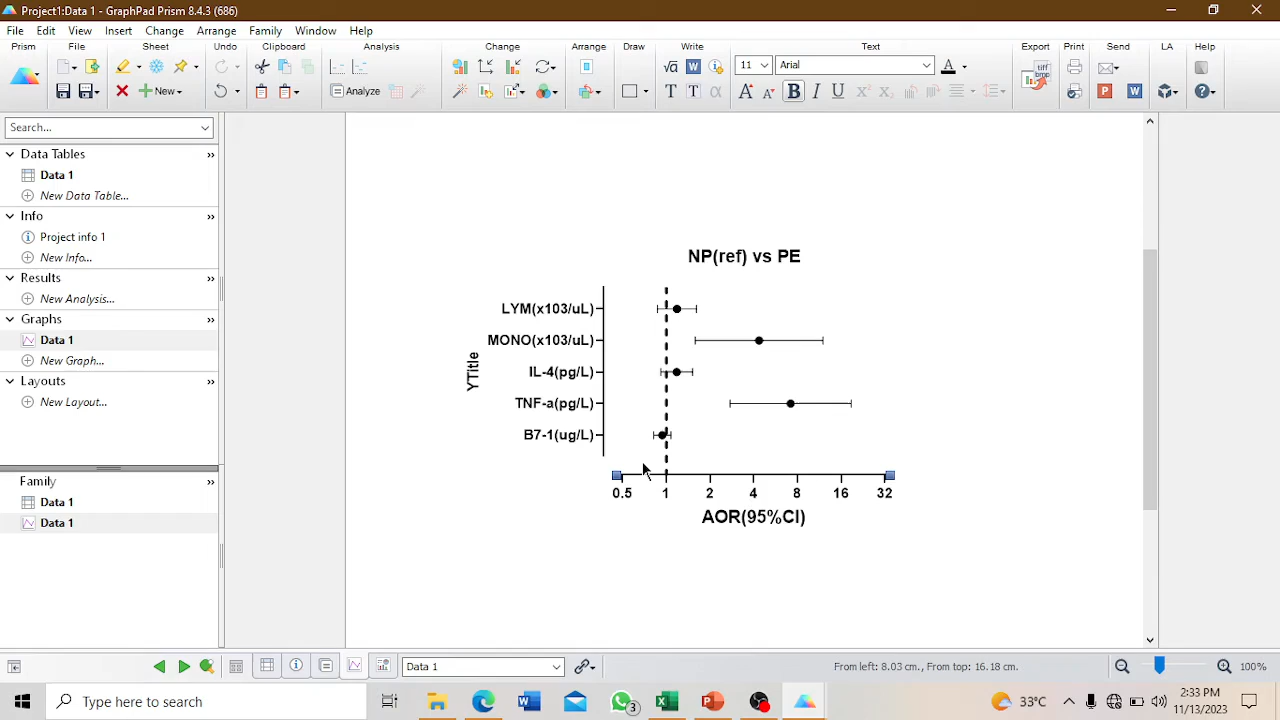 Project1:Data 1 - GraphPad Prism 8.4.3 (686)
File Edit View Insert Change Arrange Family Window Help
Prism File Sheet Undo Clipboard Analysis Change Arrange Draw Write Text Export Print Send LA Help
11 Arial
New Analyze
Search...
Data Tables
Data 1
New Data Table...
Info
Project info 1
New Info...
Results
New Analysis...
Graphs
Data 1
New Graph...
Layouts
New Layout...
Family
Data 1
Data 1
NP(ref) vs PE
YTitle
LYM(x103/uL)
MONO(x103/uL)
IL-4(pg/L)
TNF-a(pg/L)
B7-1(ug/L)
0.5 1 2 4 8 16 32
AOR(95%CI)
Data 1
From left: 8.03 cm., From top: 16.18 cm.
100%
Type here to search
3
33°C
2:33 PM
11/13/2023